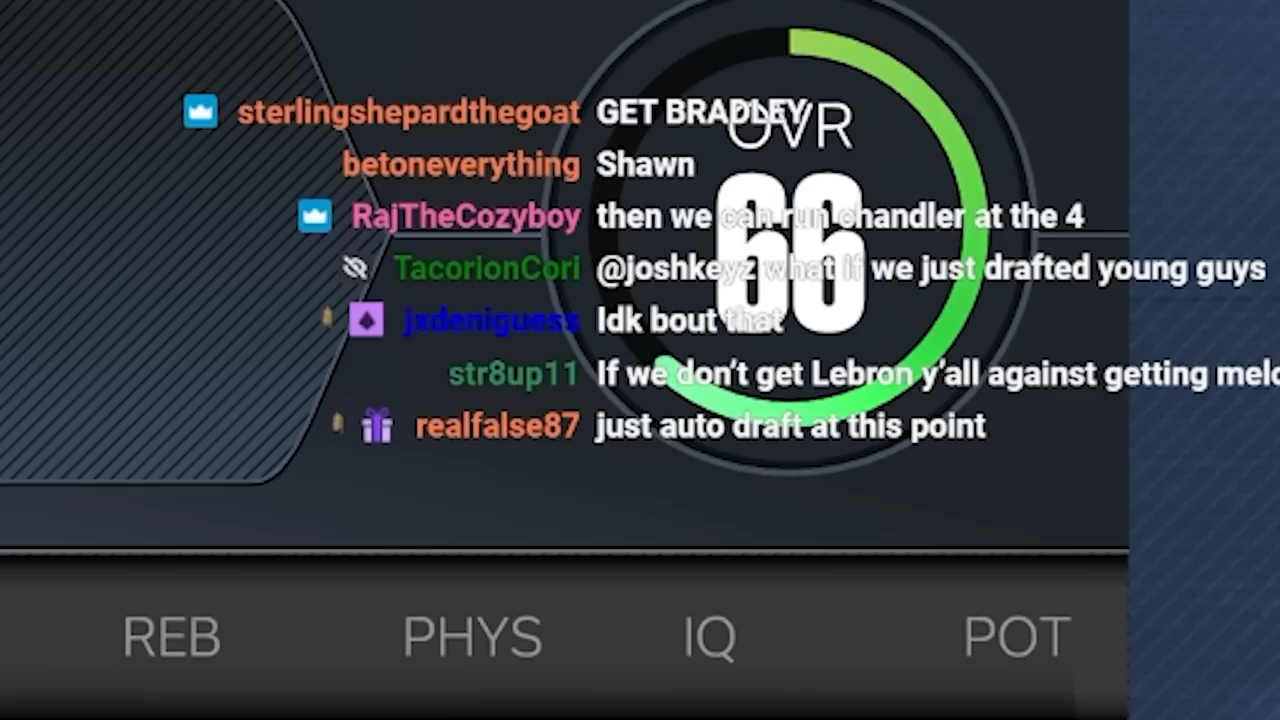 sterlingshepardthegoat GET BRADLEY
OVR
betoneverything Shawn
66
RajTheCozyboy then we can run chandler at the 4
TacorionCori @joshkeyz what if we just drafted young guys
jxdeniguess Idk bout that
str8up11 If we don't get Lebron y'all against getting melo
realfalse87 just auto draft at this point
REB PHYS IQ POT